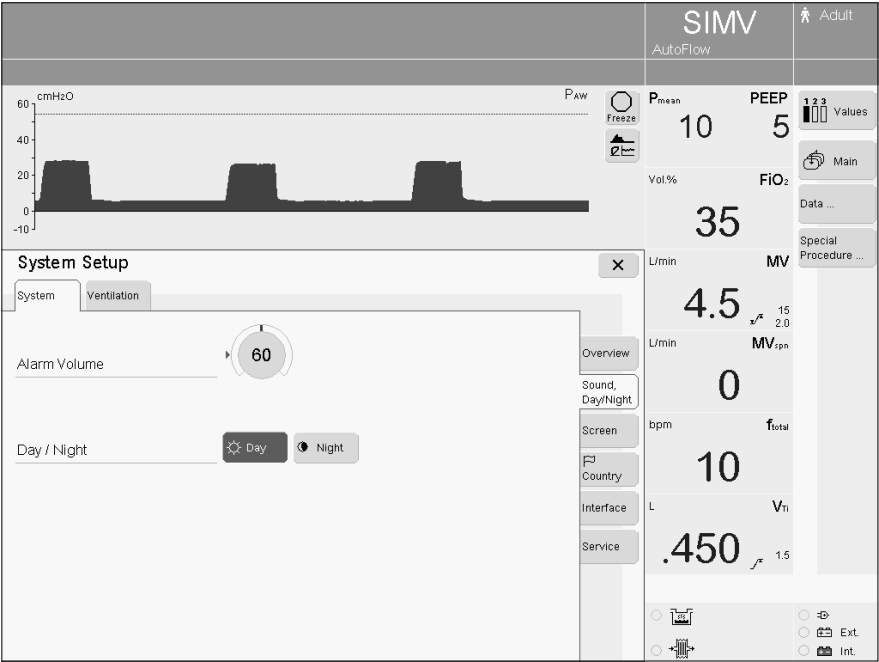 SIMV
AutoFlow
Adult
cmH2O
PAW
60
40
20
0
-10
Freeze
Pmean
PEEP
10
5
Vol.%
FiO2
35
L/min
MV
4.5
15
2.0
L/min
MVspn
0
bpm
ftotal
10
L
VTi
.450
1.5
1 2 3
Values
Main
Data ...
Special
Procedure ...
System Setup
System
Ventilation
Alarm Volume
60
Day / Night
Day
Night
Overview
Sound,
Day/Night
Screen
Country
Interface
Service
Ext.
Int.